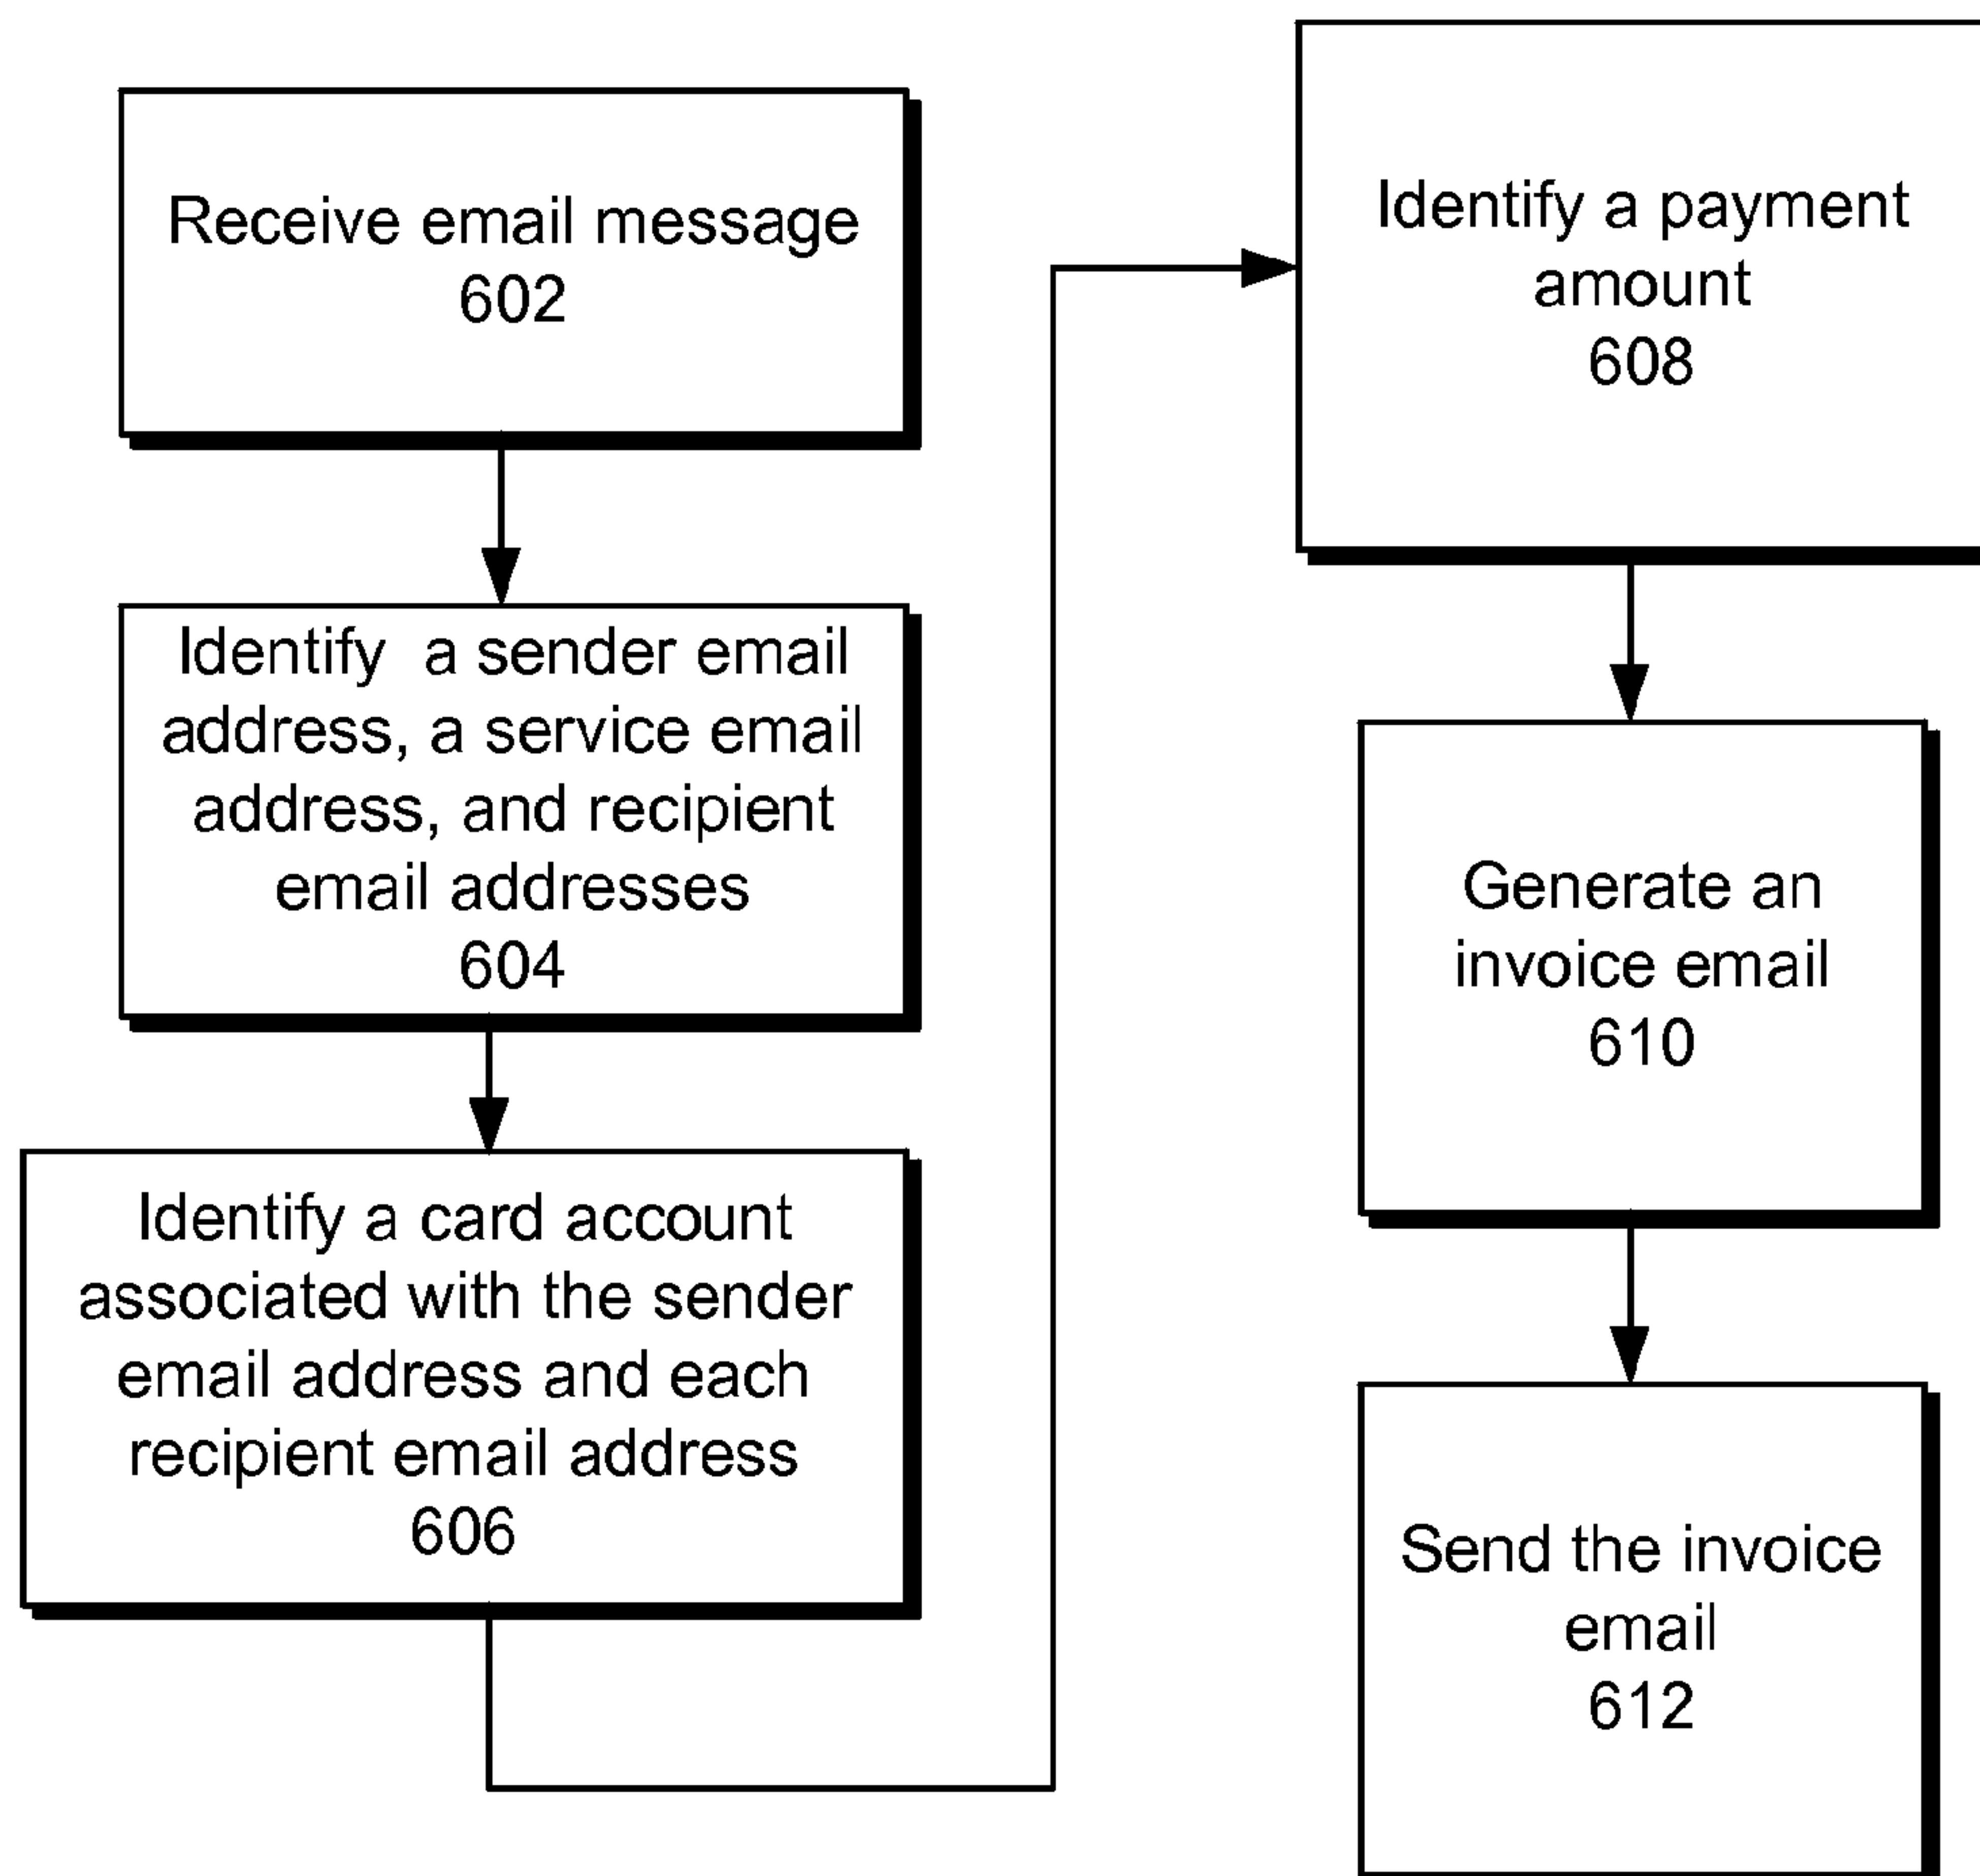 Receive email message
602
Identify a sender email
address, a service email
address, and recipient
email addresses
604
Identify a card account
associated with the sender
email address and each
recipient email address
606
Identify a payment
amount
608
Generate an
invoice email
610
Send the invoice
email
612